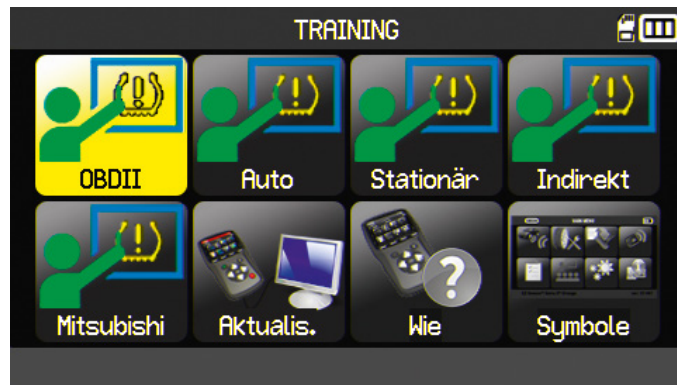 TRAINING
OBDII Auto Stationär Indirekt
Mitsubishi Aktualis. Wie Symbole